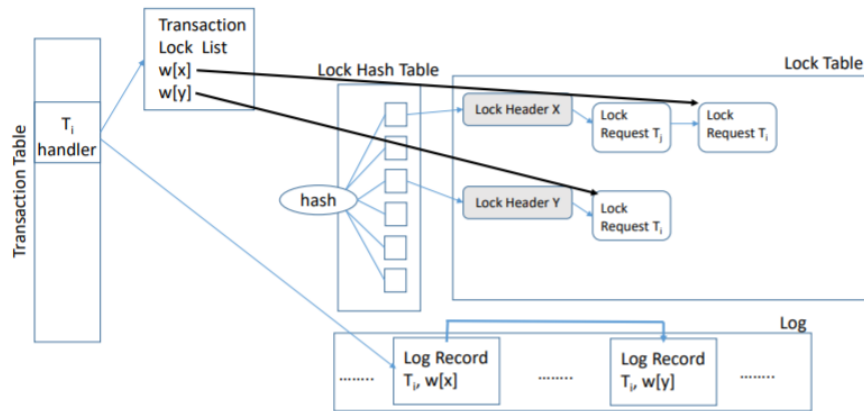 Transaction
Lock List
w[x]
w[y]
Lock Hash Table
Lock Table
Transaction Table
Tᵢ
handler
hash
Lock Header X
Lock
Request Tⱼ
Lock
Request Tᵢ
Lock Header Y
Lock
Request Tᵢ
Log
........
Log Record
Tᵢ, w[x]
........
Log Record
Tᵢ, w[y]
........